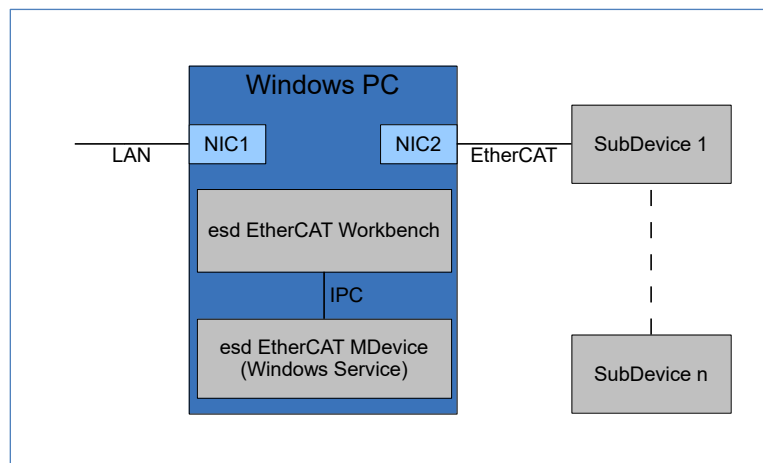 Windows PC
NIC1
NIC2
SubDevice 1
LAN
EtherCAT
esd EtherCAT Workbench
IPC
esd EtherCAT MDevice
(Windows Service)
SubDevice n